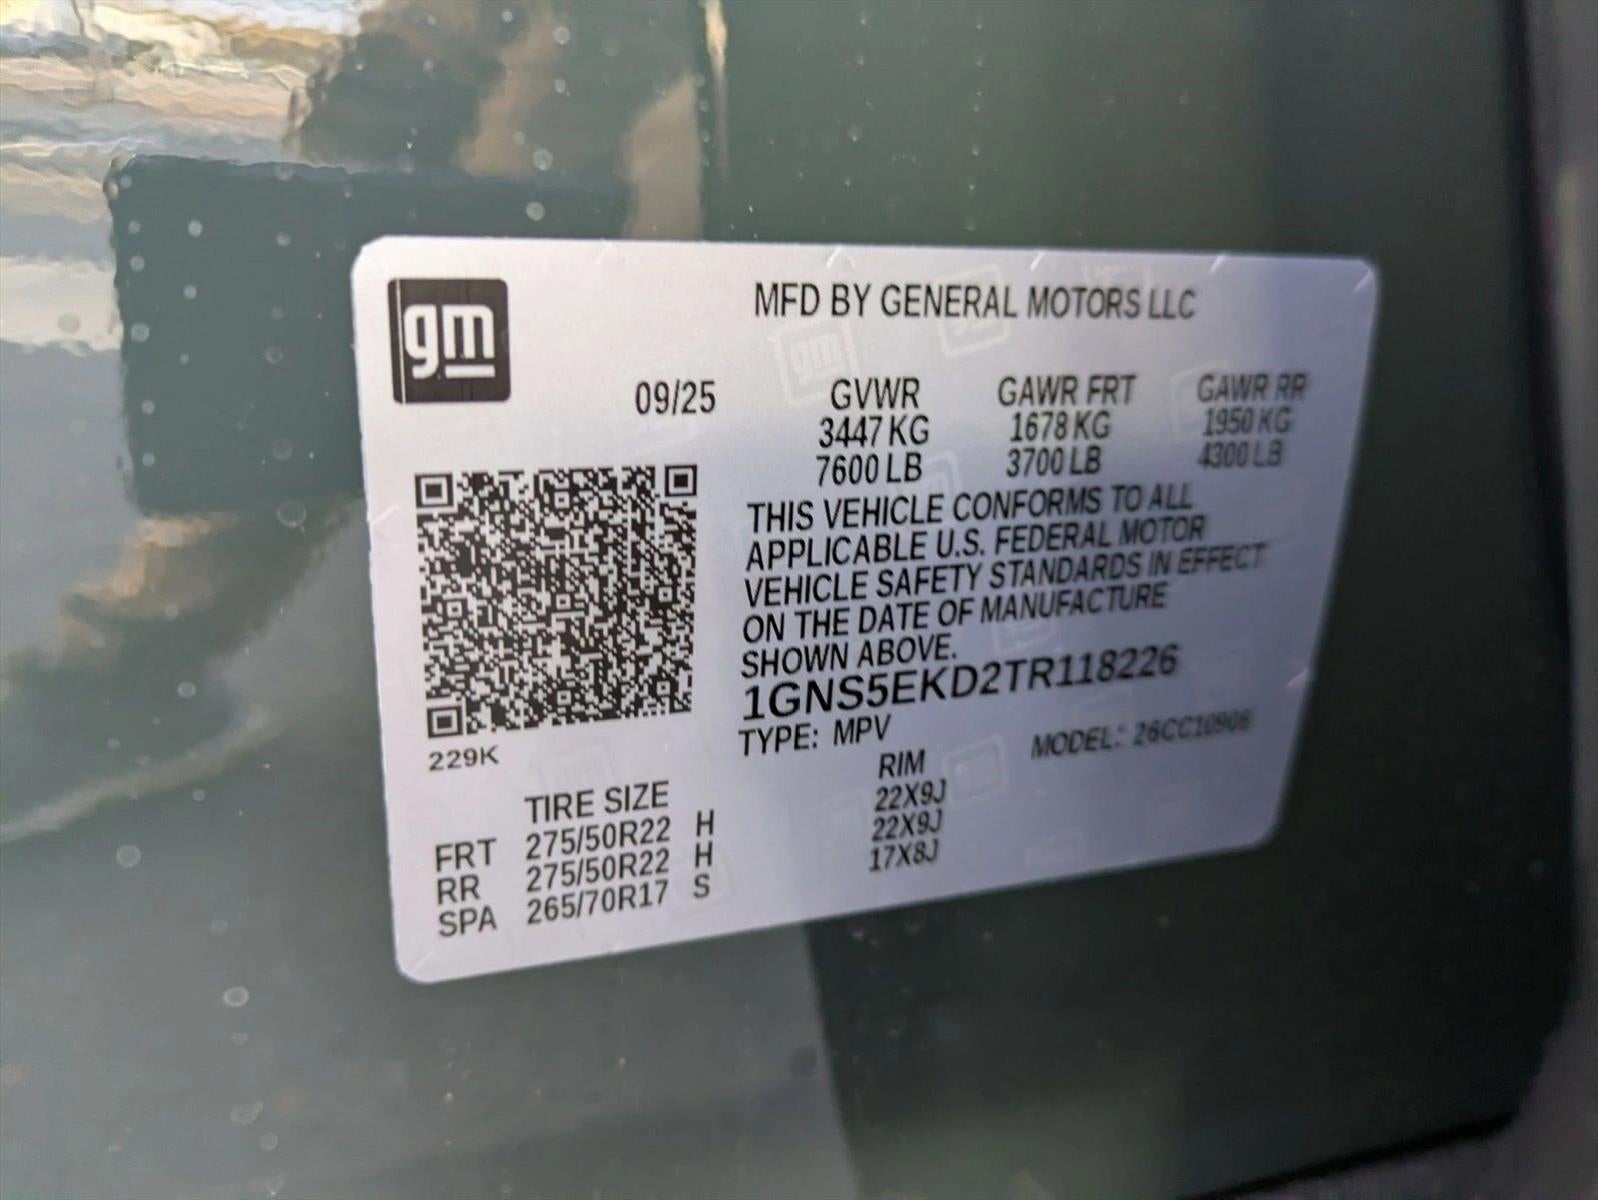 gm
MFD BY GENERAL MOTORS LLC
09/25
GVWR GAWR FRT GAWR RR
3447 KG 1678 KG 1950 KG
7600 LB 3700 LB 4300 LB
THIS VEHICLE CONFORMS TO ALL
APPLICABLE U.S. FEDERAL MOTOR
VEHICLE SAFETY STANDARDS IN EFFECT
ON THE DATE OF MANUFACTURE
SHOWN ABOVE.
1GNS5EKD2TR118226
TYPE: MPV MODEL: 26CC10906
229K
TIRE SIZE RIM
FRT 275/50R22 H 22X9J
RR 275/50R22 H 22X9J
SPA 265/70R17 S 17X8J